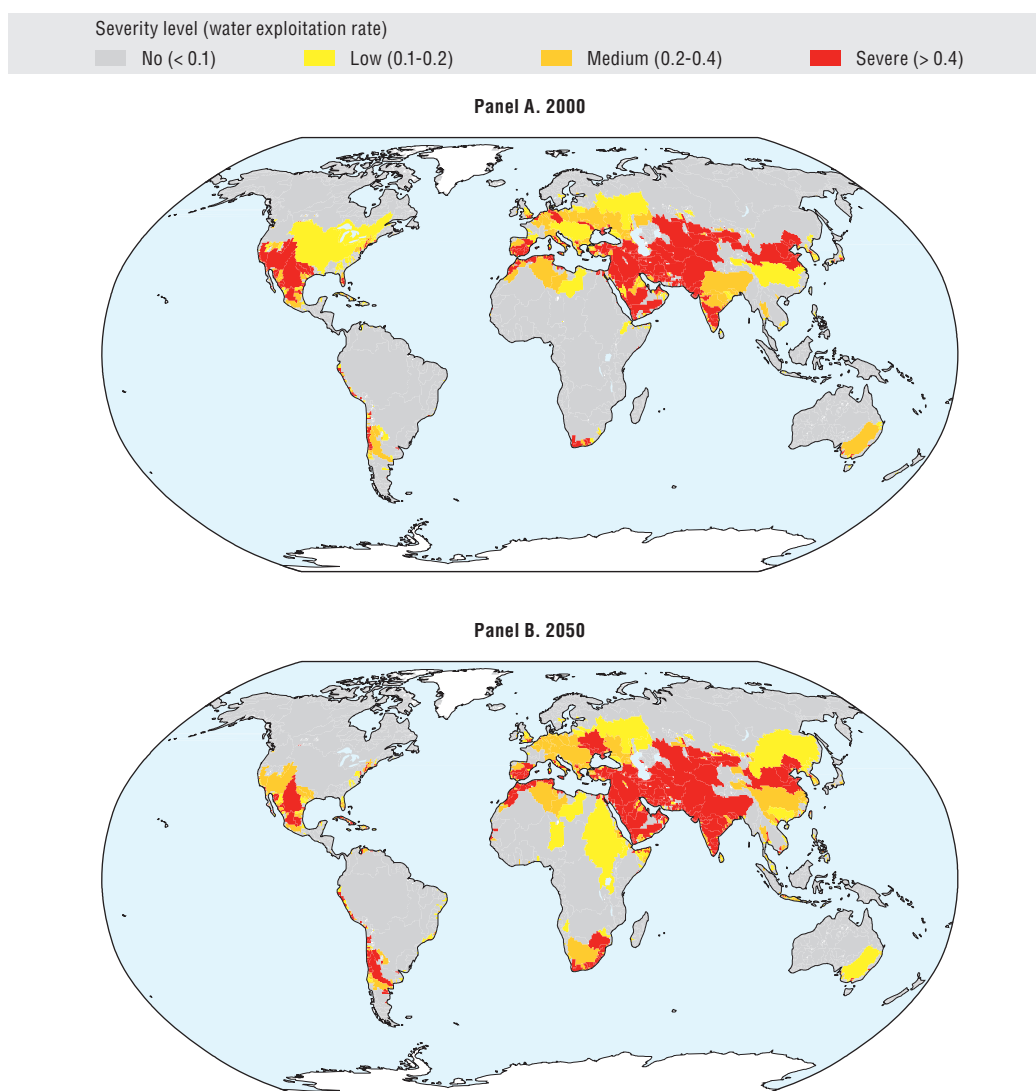 Severity level (water exploitation rate)
No (< 0.1) Low (0.1-0.2) Medium (0.2-0.4) Severe (> 0.4)
Panel A. 2000
Panel B. 2050